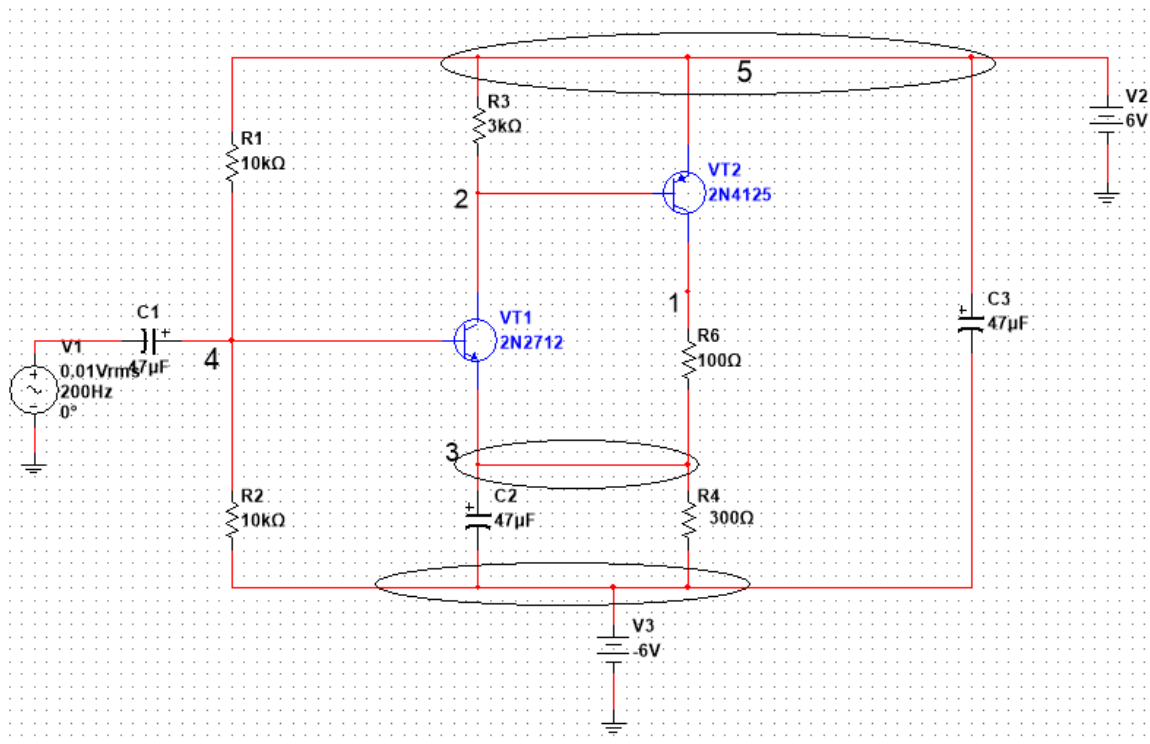 5
V2
6V
R3
3kΩ
R1
10kΩ
VT2
2N4125
2
1
C3
47µF
C1
+
VT1
2N2712
R6
100Ω
4
V1
47µF
0.01Vrms
200Hz
0°
3
R2
10kΩ
C2
47µF
R4
300Ω
V3
-6V